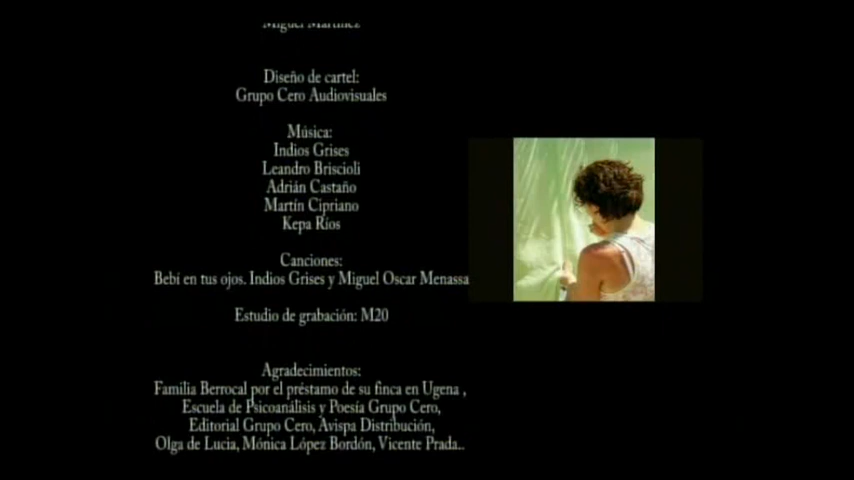 Miguel Martínez
Diseño de cartel:
Grupo Cero Audiovisuales
Música:
Indios Grises
Leandro Briscioli
Adrián Castaño
Martín Cipriano
Kepa Ríos
Canciones:
Bebí en tus ojos. Indios Grises y Miguel Oscar Menassa
Estudio de grabación: M20
Agradecimientos:
Familia Berrocal por el préstamo de su finca en Ugena ,
Escuela de Psicoanálisis y Poesía Grupo Cero,
Editorial Grupo Cero, Avispa Distribución,
Olga de Lucia, Mónica López Bordón, Vicente Prada..